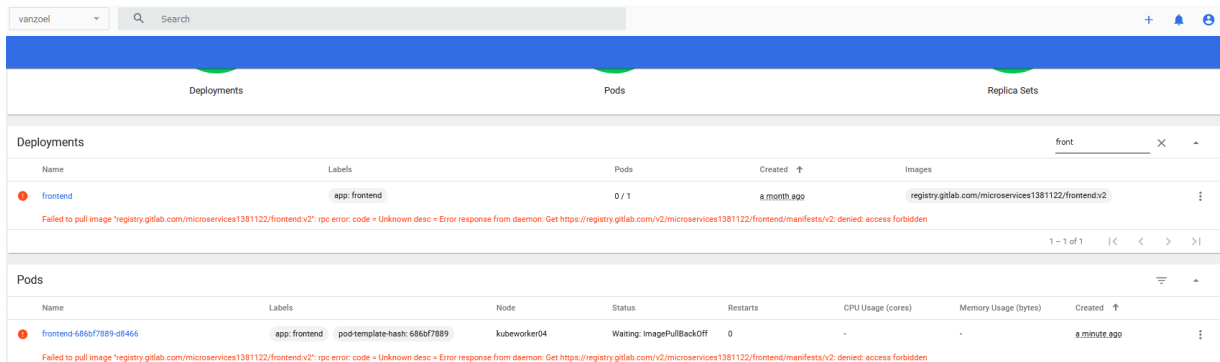 vanzoel Search
Deployments Pods Replica Sets
Deployments front
Name Labels Pods Created Images
frontend app: frontend 0 / 1 a month ago registry.gitlab.com/microservices1381122/frontend:v2
Failed to pull image "registry.gitlab.com/microservices1381122/frontend:v2": rpc error: code = Unknown desc = Error response from daemon: Get https://registry.gitlab.com/v2/microservices1381122/frontend/manifests/v2: denied: access forbidden
1 – 1 of 1
Pods
Name Labels Node Status Restarts CPU Usage (cores) Memory Usage (bytes) Created
frontend-686bf7889-d8466 app: frontend pod-template-hash: 686bf7889 kubeworker04 Waiting: ImagePullBackOff 0 - - a minute ago
Failed to pull image "registry.gitlab.com/microservices1381122/frontend:v2": rpc error: code = Unknown desc = Error response from daemon: Get https://registry.gitlab.com/v2/microservices1381122/frontend/manifests/v2: denied: access forbidden